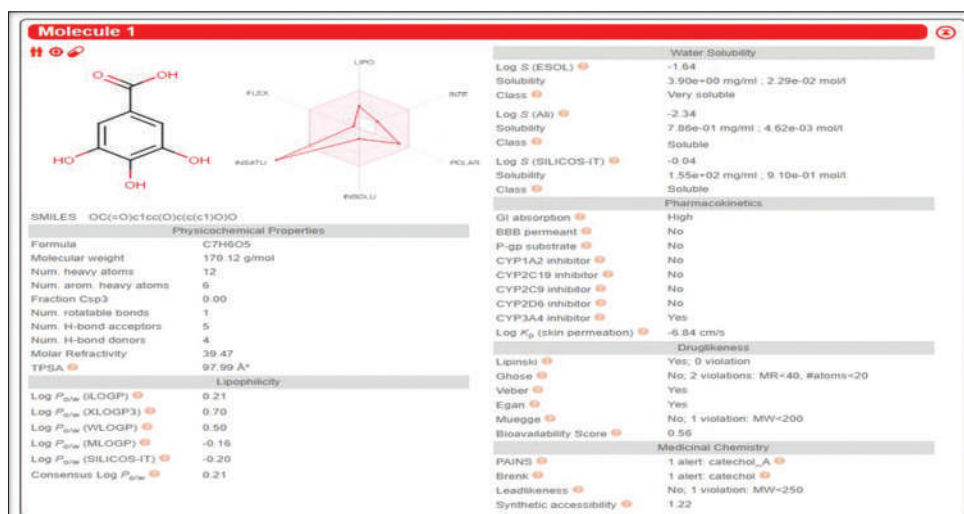 Molecule 1
LIPO
FLEX
SIZE
INSATU
POLAR
INSOLU
O
OH
HO
OH
OH
SMILES OC(=O)c1cc(O)c(c(c1)O)O
Physicochemical Properties
Formula C7H6O5
Molecular weight 170.12 g/mol
Num. heavy atoms 12
Num. arom. heavy atoms 6
Fraction Csp3 0.00
Num. rotatable bonds 1
Num. H-bond acceptors 5
Num. H-bond donors 4
Molar Refractivity 39.47
TPSA 97.99 Å²
Lipophilicity
Log Po/w (iLOGP) 0.21
Log Po/w (XLOGP3) 0.70
Log Po/w (WLOGP) 0.50
Log Po/w (MLOGP) -0.16
Log Po/w (SILICOS-IT) -0.20
Consensus Log Po/w 0.21
Water Solubility
Log S (ESOL) -1.64
Solubility 3.90e+00 mg/ml ; 2.29e-02 mol/l
Class Very soluble
Log S (Ali) -2.34
Solubility 7.86e-01 mg/ml ; 4.62e-03 mol/l
Class Soluble
Log S (SILICOS-IT) -0.04
Solubility 1.55e+02 mg/ml ; 9.10e-01 mol/l
Class Soluble
Pharmacokinetics
GI absorption High
BBB permeant No
P-gp substrate No
CYP1A2 inhibitor No
CYP2C19 inhibitor No
CYP2C9 inhibitor No
CYP2D6 inhibitor No
CYP3A4 inhibitor Yes
Log Kp (skin permeation) -6.84 cm/s
Druglikeness
Lipinski Yes; 0 violation
Ghose No; 2 violations: MR<40, #atoms<20
Veber Yes
Egan Yes
Muegge No; 1 violation: MW<200
Bioavailability Score 0.56
Medicinal Chemistry
PAINS 1 alert: catechol_A
Brenk 1 alert: catechol
Leadlikeness No; 1 violation: MW<250
Synthetic accessibility 1.22